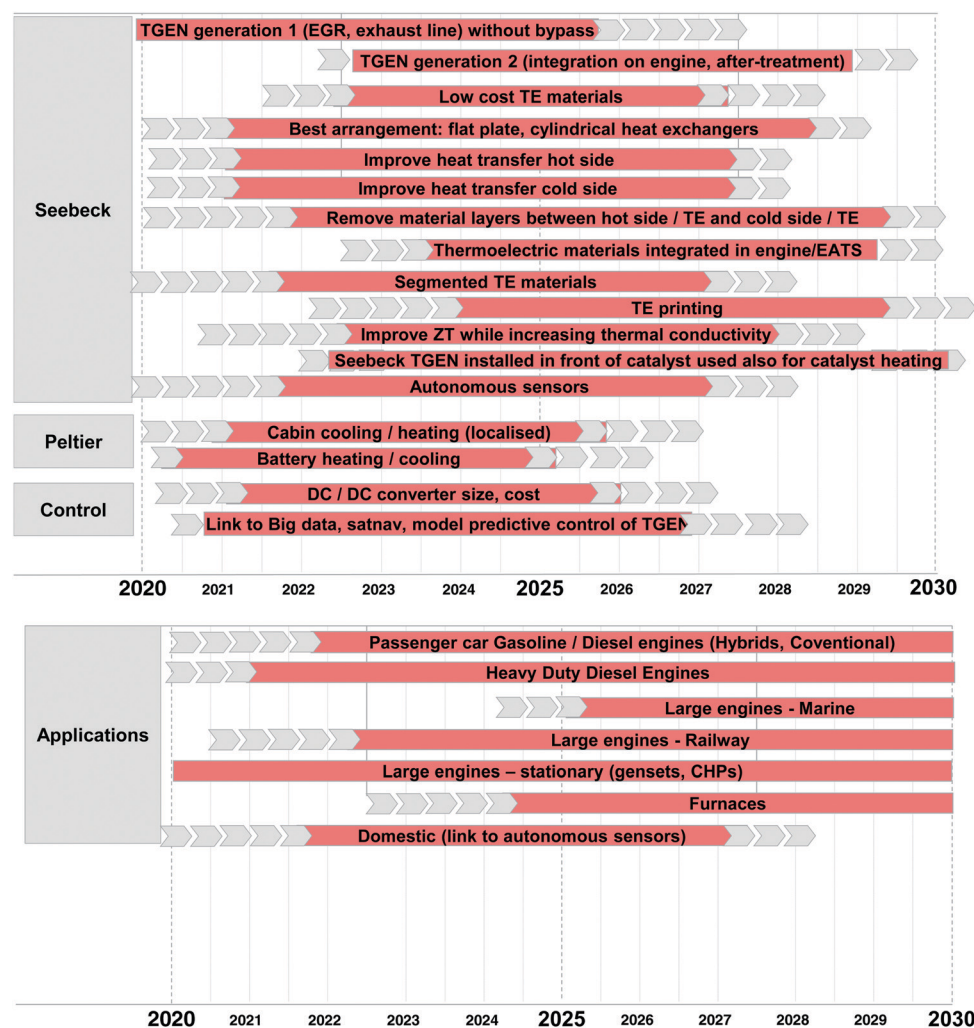 TGEN generation 1 (EGR, exhaust line) without bypass
TGEN generation 2 (integration on engine, after-treatment)
Low cost TE materials
Best arrangement: flat plate, cylindrical heat exchangers
Improve heat transfer hot side
Improve heat transfer cold side
Seebeck
Remove material layers between hot side / TE and cold side / TE
Thermoelectric materials integrated in engine/EATS
Segmented TE materials
TE printing
Improve ZT while increasing thermal conductivity
Seebeck TGEN installed in front of catalyst used also for catalyst heating
Autonomous sensors
Peltier
Cabin cooling / heating (localised)
Battery heating / cooling
Control
DC / DC converter size, cost
Link to Big data, satnav, model predictive control of TGEN
2020 2021 2022 2023 2024 2025 2026 2027 2028 2029 2030
Passenger car Gasoline / Diesel engines (Hybrids, Coventional)
Heavy Duty Diesel Engines
Large engines - Marine
Applications
Large engines - Railway
Large engines – stationary (gensets, CHPs)
Furnaces
Domestic (link to autonomous sensors)
2020 2021 2022 2023 2024 2025 2026 2027 2028 2029 2030